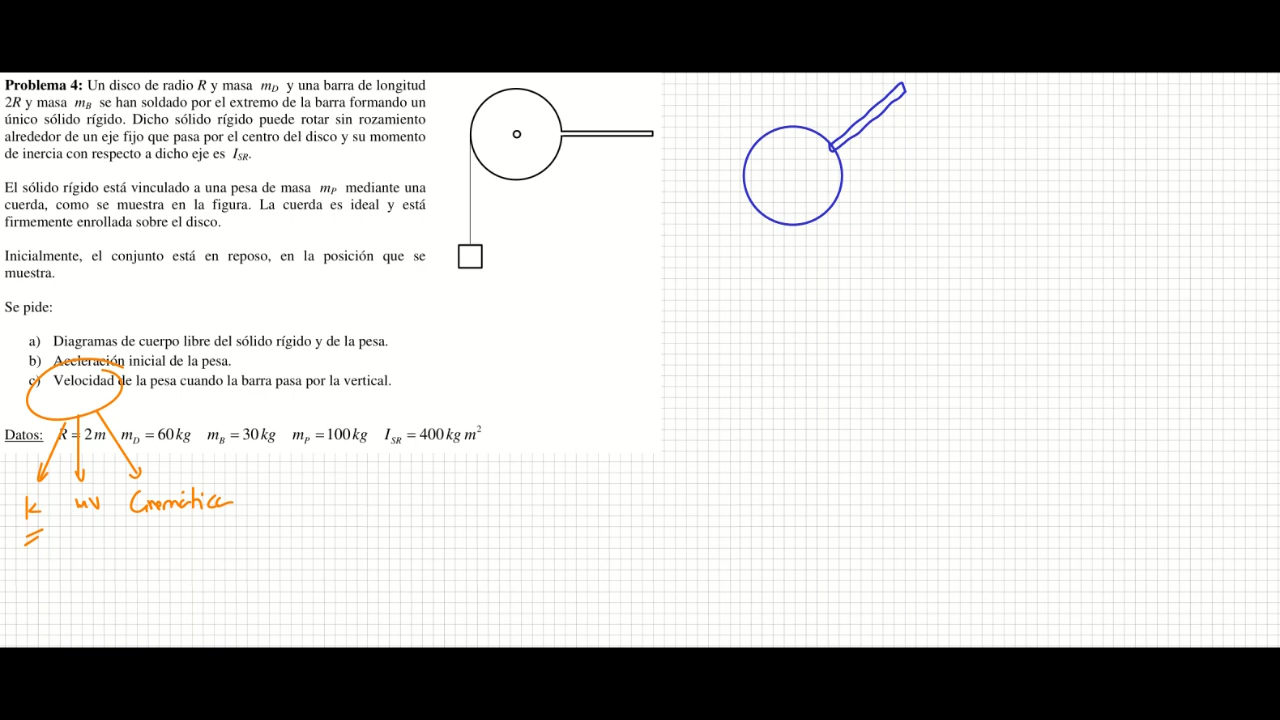 Problema 4: Un disco de radio R y masa m_D y una barra de longitud
2R y masa m_B se han soldado por el extremo de la barra formando un
único sólido rígido. Dicho sólido rígido puede rotar sin rozamiento
alrededor de un eje fijo que pasa por el centro del disco y su momento
de inercia con respecto a dicho eje es I_SR.
El sólido rígido está vinculado a una pesa de masa m_P mediante una
cuerda, como se muestra en la figura. La cuerda es ideal y está
firmemente enrollada sobre el disco.
Inicialmente, el conjunto está en reposo, en la posición que se
muestra.
Se pide:
a) Diagramas de cuerpo libre del sólido rígido y de la pesa.
b) Aceleración inicial de la pesa.
c) Velocidad de la pesa cuando la barra pasa por la vertical.
Datos: R = 2 m m_D = 60 kg m_B = 30 kg m_P = 100 kg I_SR = 400 kg m²
K uv Cinemática